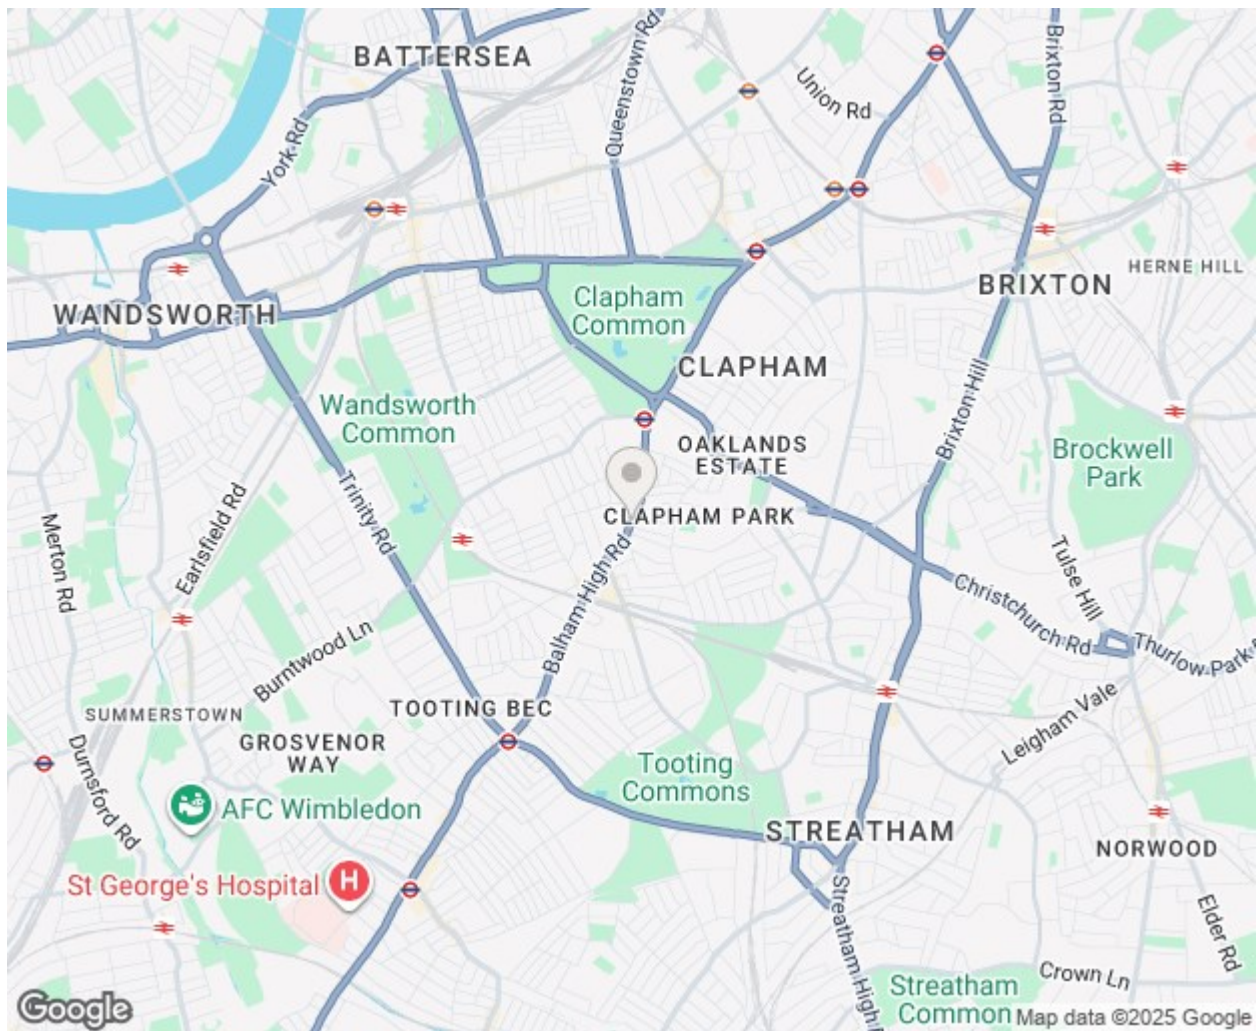 BATTERSEA
Queenstown Rd
Union Rd
Brixton Rd
York Rd
HERNE HILL
BRIXTON
Clapham
Common
WANDSWORTH
CLAPHAM
Wandsworth
Common
Brixton Hill
OAKLANDS
ESTATE
Brockwell
Park
Trinity Rd
Earlsfield Rd
Merton Rd
CLAPHAM PARK
Balham High Rd
Tulse Hill
Christchurch Rd
Thurlow Park R
Burntwood Ln
Leigham Vale
SUMMERSTOWN
TOOTING BEC
GROSVENOR
WAY
Durnsford Rd
Tooting
Commons
AFC Wimbledon
STREATHAM
NORWOOD
St George's Hospital
H
Streatham High
Elder Rd
Crown Ln
Streatham
Common
Google
Map data ©2025 Google